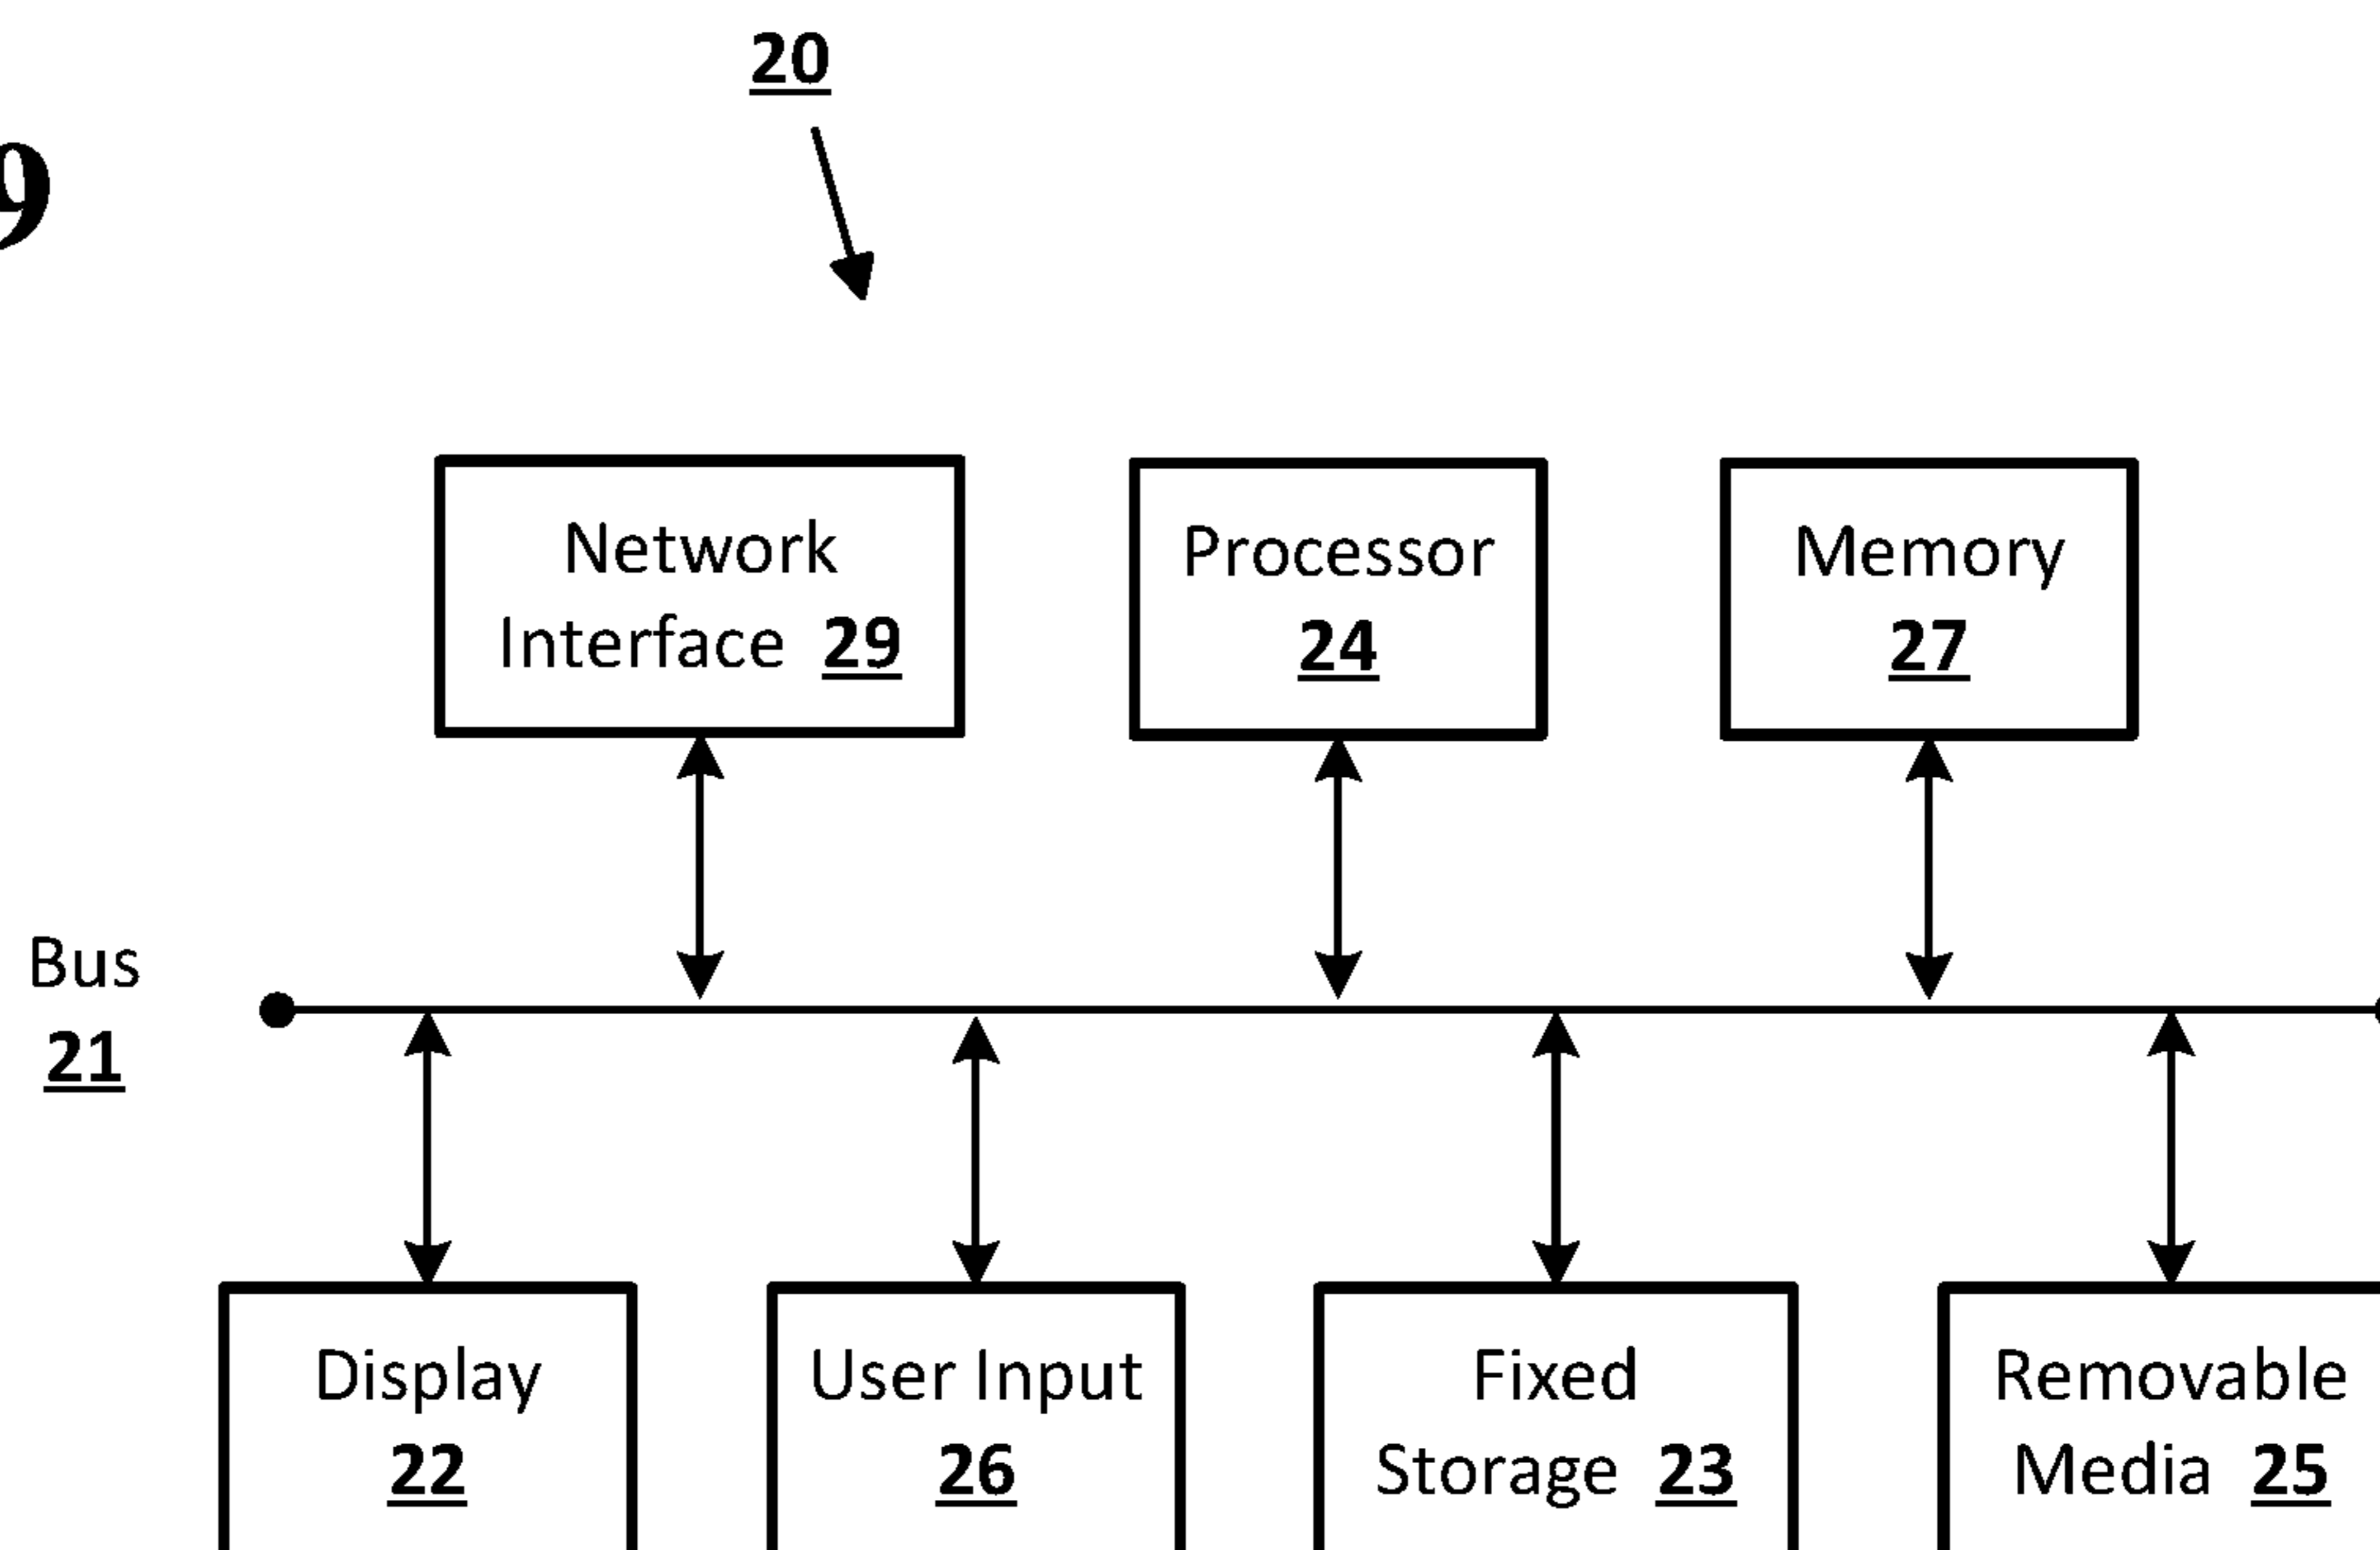 20
9
Network
Interface 29
Processor
24
Memory
27
Bus
21
Display
22
User Input
26
Fixed
Storage 23
Removable
Media 25